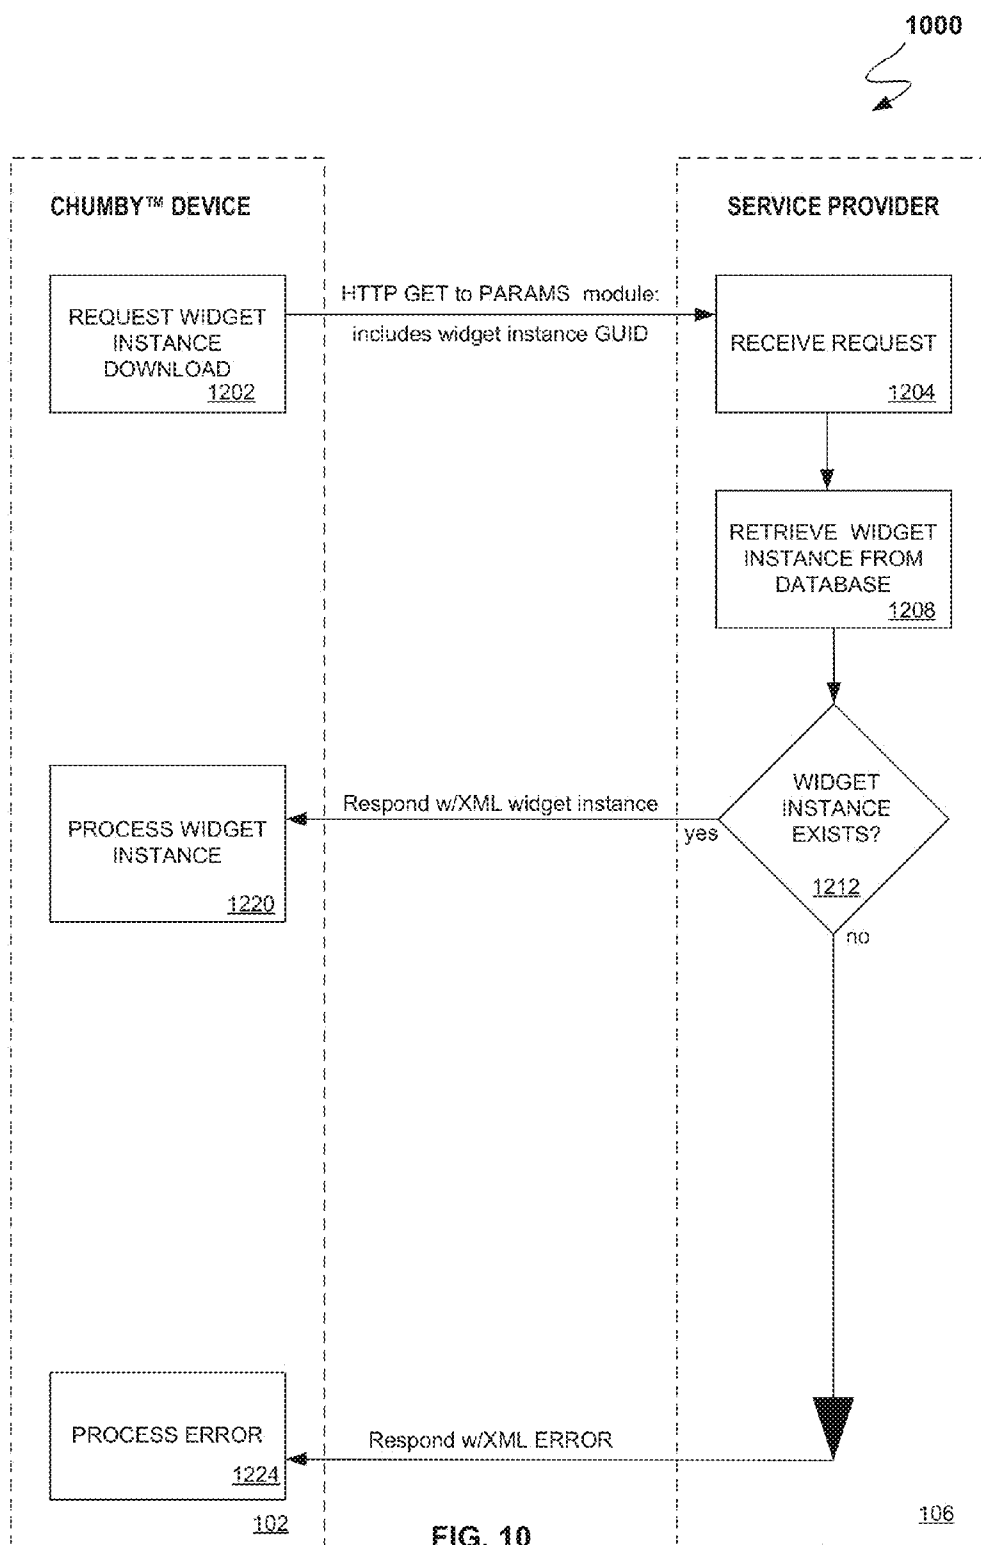 1000
CHUMBY™ DEVICE
SERVICE PROVIDER
REQUEST WIDGET
INSTANCE
DOWNLOAD
1202
HTTP GET to PARAMS module:
includes widget instance GUID
RECEIVE REQUEST
1204
RETRIEVE WIDGET
INSTANCE FROM
DATABASE
1208
WIDGET
INSTANCE
EXISTS?
1212
yes
no
Respond w/XML widget instance
PROCESS WIDGET
INSTANCE
1220
Respond w/XML ERROR
PROCESS ERROR
1224
102
106
FIG. 10